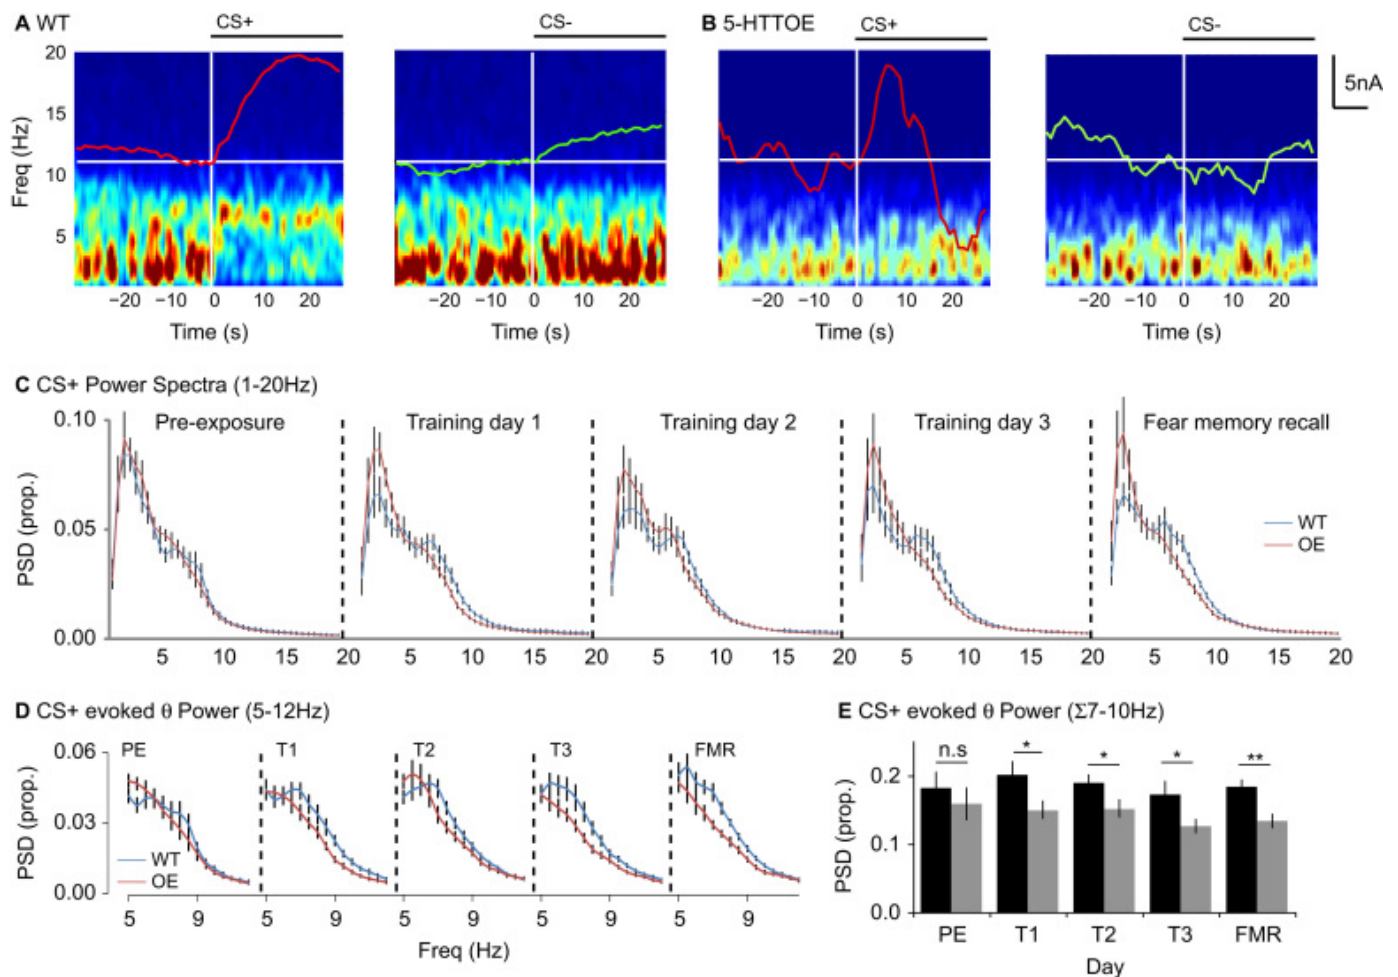 A WT
CS+
CS-
B 5-HTTOE
CS+
CS-
5nA
Freq (Hz)
20
15
10
5
−20 −10 0 10 20
−20 −10 0 10 20
−20 −10 0 10 20
−20 −10 0 10 20
Time (s)
Time (s)
Time (s)
Time (s)
C CS+ Power Spectra (1-20Hz)
Pre-exposure
Training day 1
Training day 2
Training day 3
Fear memory recall
PSD (prop.)
0.10
0.05
0.00
WT
OE
5 10 15 20 5 10 15 20 5 10 15 20 5 10 15 20 5 10 15 20
D CS+ evoked θ Power (5-12Hz)
PE
T1
T2
T3
FMR
PSD (prop.)
0.06
0.03
0.00
WT
OE
5 9 5 9 5 9 5 9 5 9
Freq (Hz)
E CS+ evoked θ Power (Σ7-10Hz)
n.s
*
*
*
**
PSD (prop.)
0.2
0.1
0.0
PE T1 T2 T3 FMR
Day